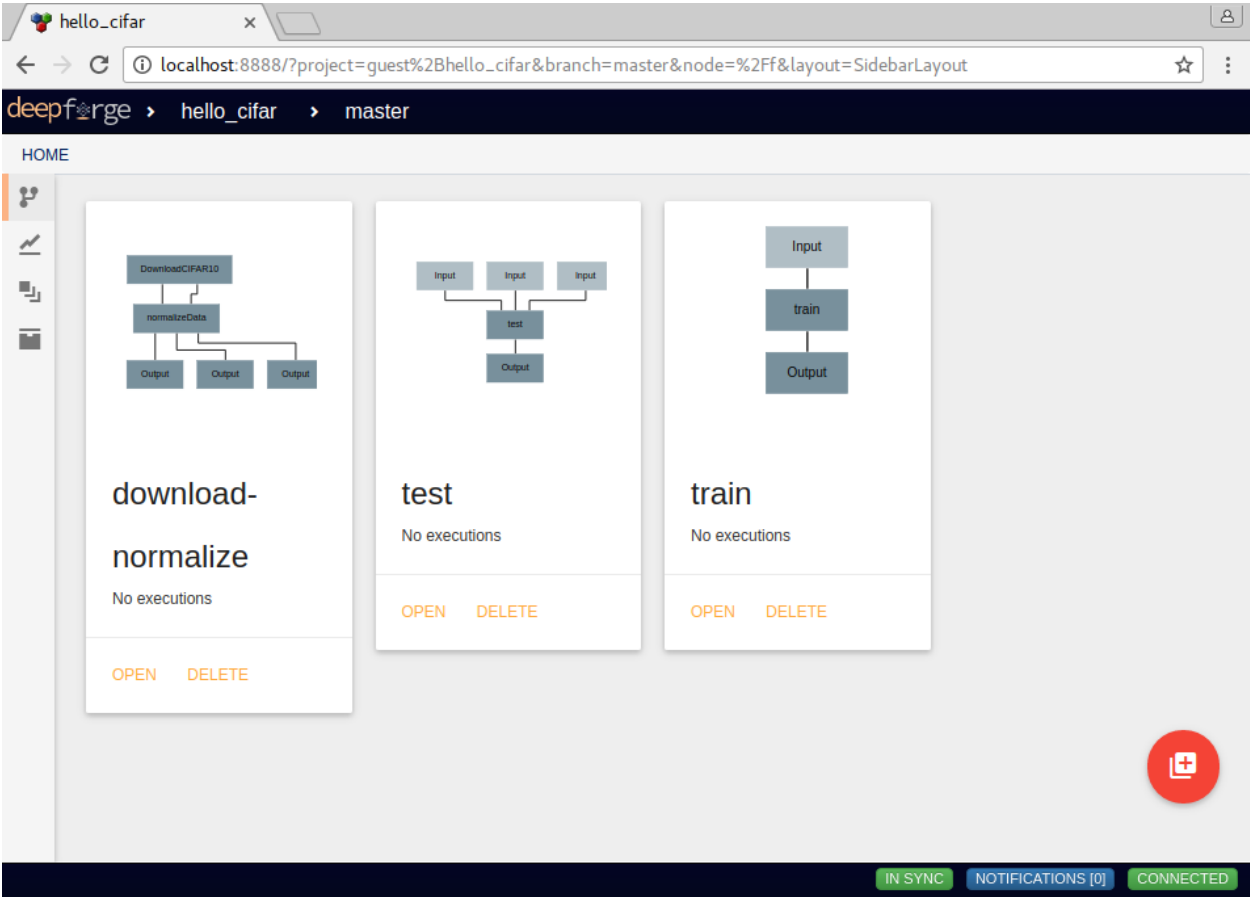 hello_cifar
localhost:8888/?project=guest%2Bhello_cifar&branch=master&node=%2Ff&layout=SidebarLayout
deepforge › hello_cifar › master
HOME
DownloadCIFAR10
normalizeData
Output Output Output
download-
normalize
No executions
OPEN DELETE
Input Input Input
test
Output
test
No executions
OPEN DELETE
Input
train
Output
train
No executions
OPEN DELETE
IN SYNC NOTIFICATIONS [0] CONNECTED